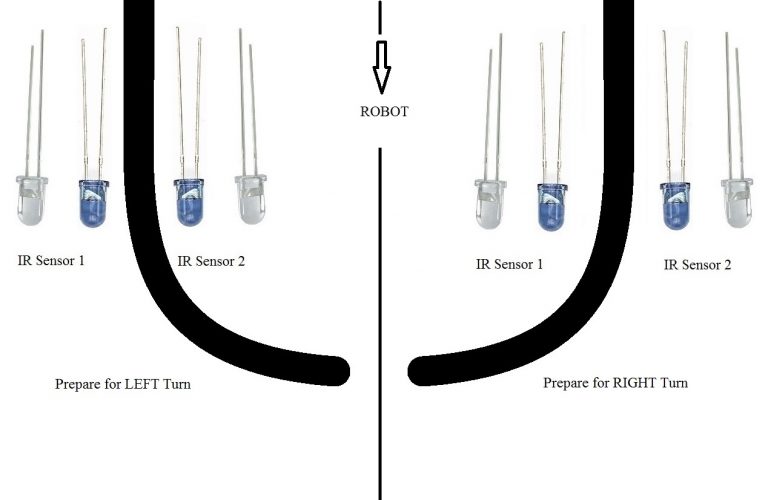 ROBOT
IR Sensor 1
IR Sensor 2
IR Sensor 1
IR Sensor 2
Prepare for LEFT Turn
Prepare for RIGHT Turn